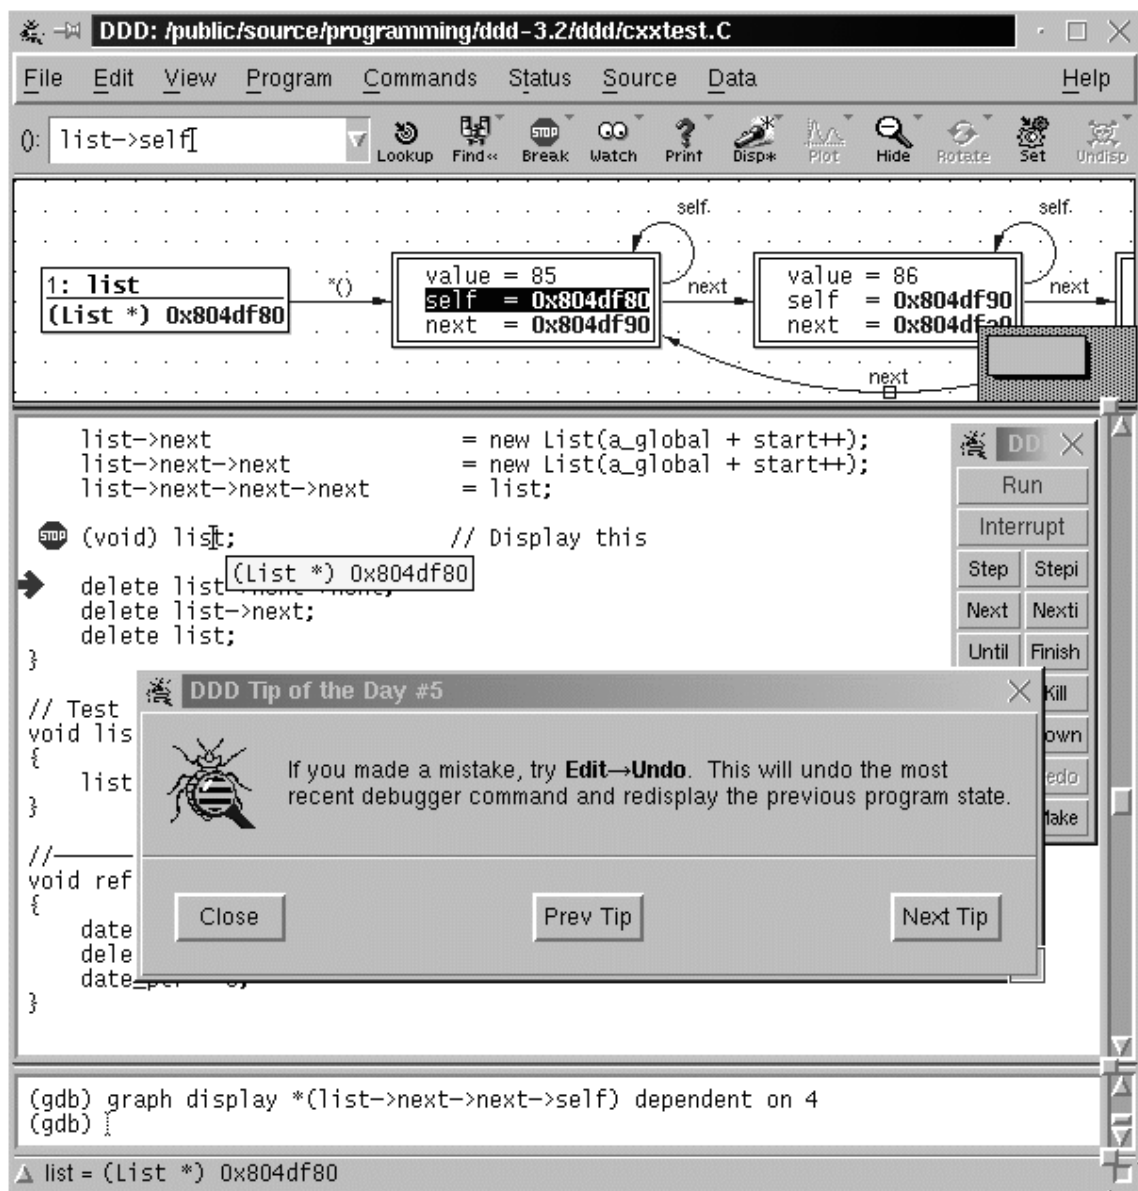 DDD: /public/source/programming/ddd-3.2/ddd/cxxtest.C
File Edit View Program Commands Status Source Data Help
(): list->self
Lookup Find« Break Watch Print Disp* Plot Hide Rotate Set Undisp
STOP
self self
1: list
(List *) 0x804df80
*()
value = 85
self = 0x804df80
next = 0x804df90
next
value = 86
self = 0x804df90
next =
next
next
list->next = new List(a_global + start++);
list->next->next = new List(a_global + start++);
list->next->next->next = list;
STOP (void) list; // Display this
(List *) 0x804df80
delete list
delete list->next;
delete list;
}
DD
Run
Interrupt
Step Stepi
Next Nexti
Until Finish
Kill
DDD Tip of the Day #5
If you made a mistake, try Edit→Undo. This will undo the most
recent debugger command and redisplay the previous program state.
Close Prev Tip Next Tip
// Test
void lis
{
list
}
//
void ref
{
date
dele
date_
}
(gdb) graph display *(list->next->next->self) dependent on 4
(gdb)
list = (List *) 0x804df80